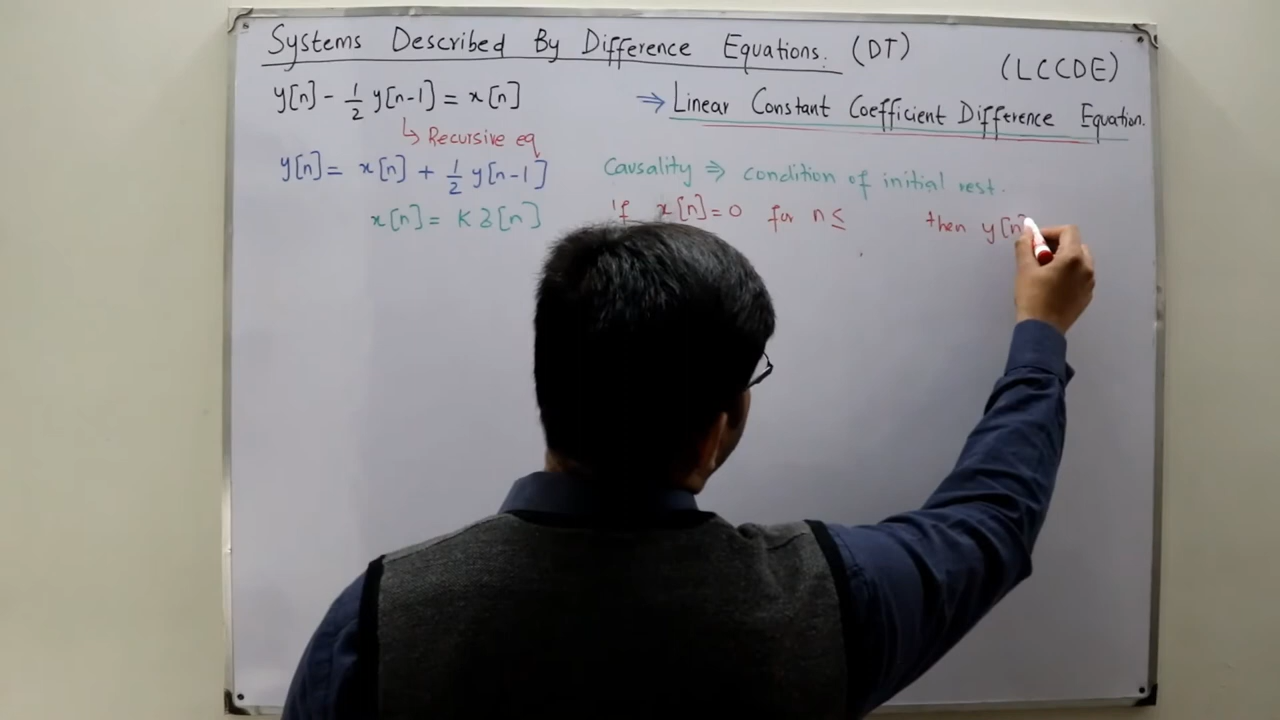 Systems Described By Difference Equations. (DT)
(LCCDE)
y[n] - 1/2 y[n-1] = x[n]
⇒ Linear Constant Coefficient Difference Equation.
↳ Recursive eq
y[n] = x[n] + 1/2 y[n-1]
Causality ⇒ condition of initial rest.
x[n] = K δ[n]
if x[n] = 0 for n ≤ then y[n]